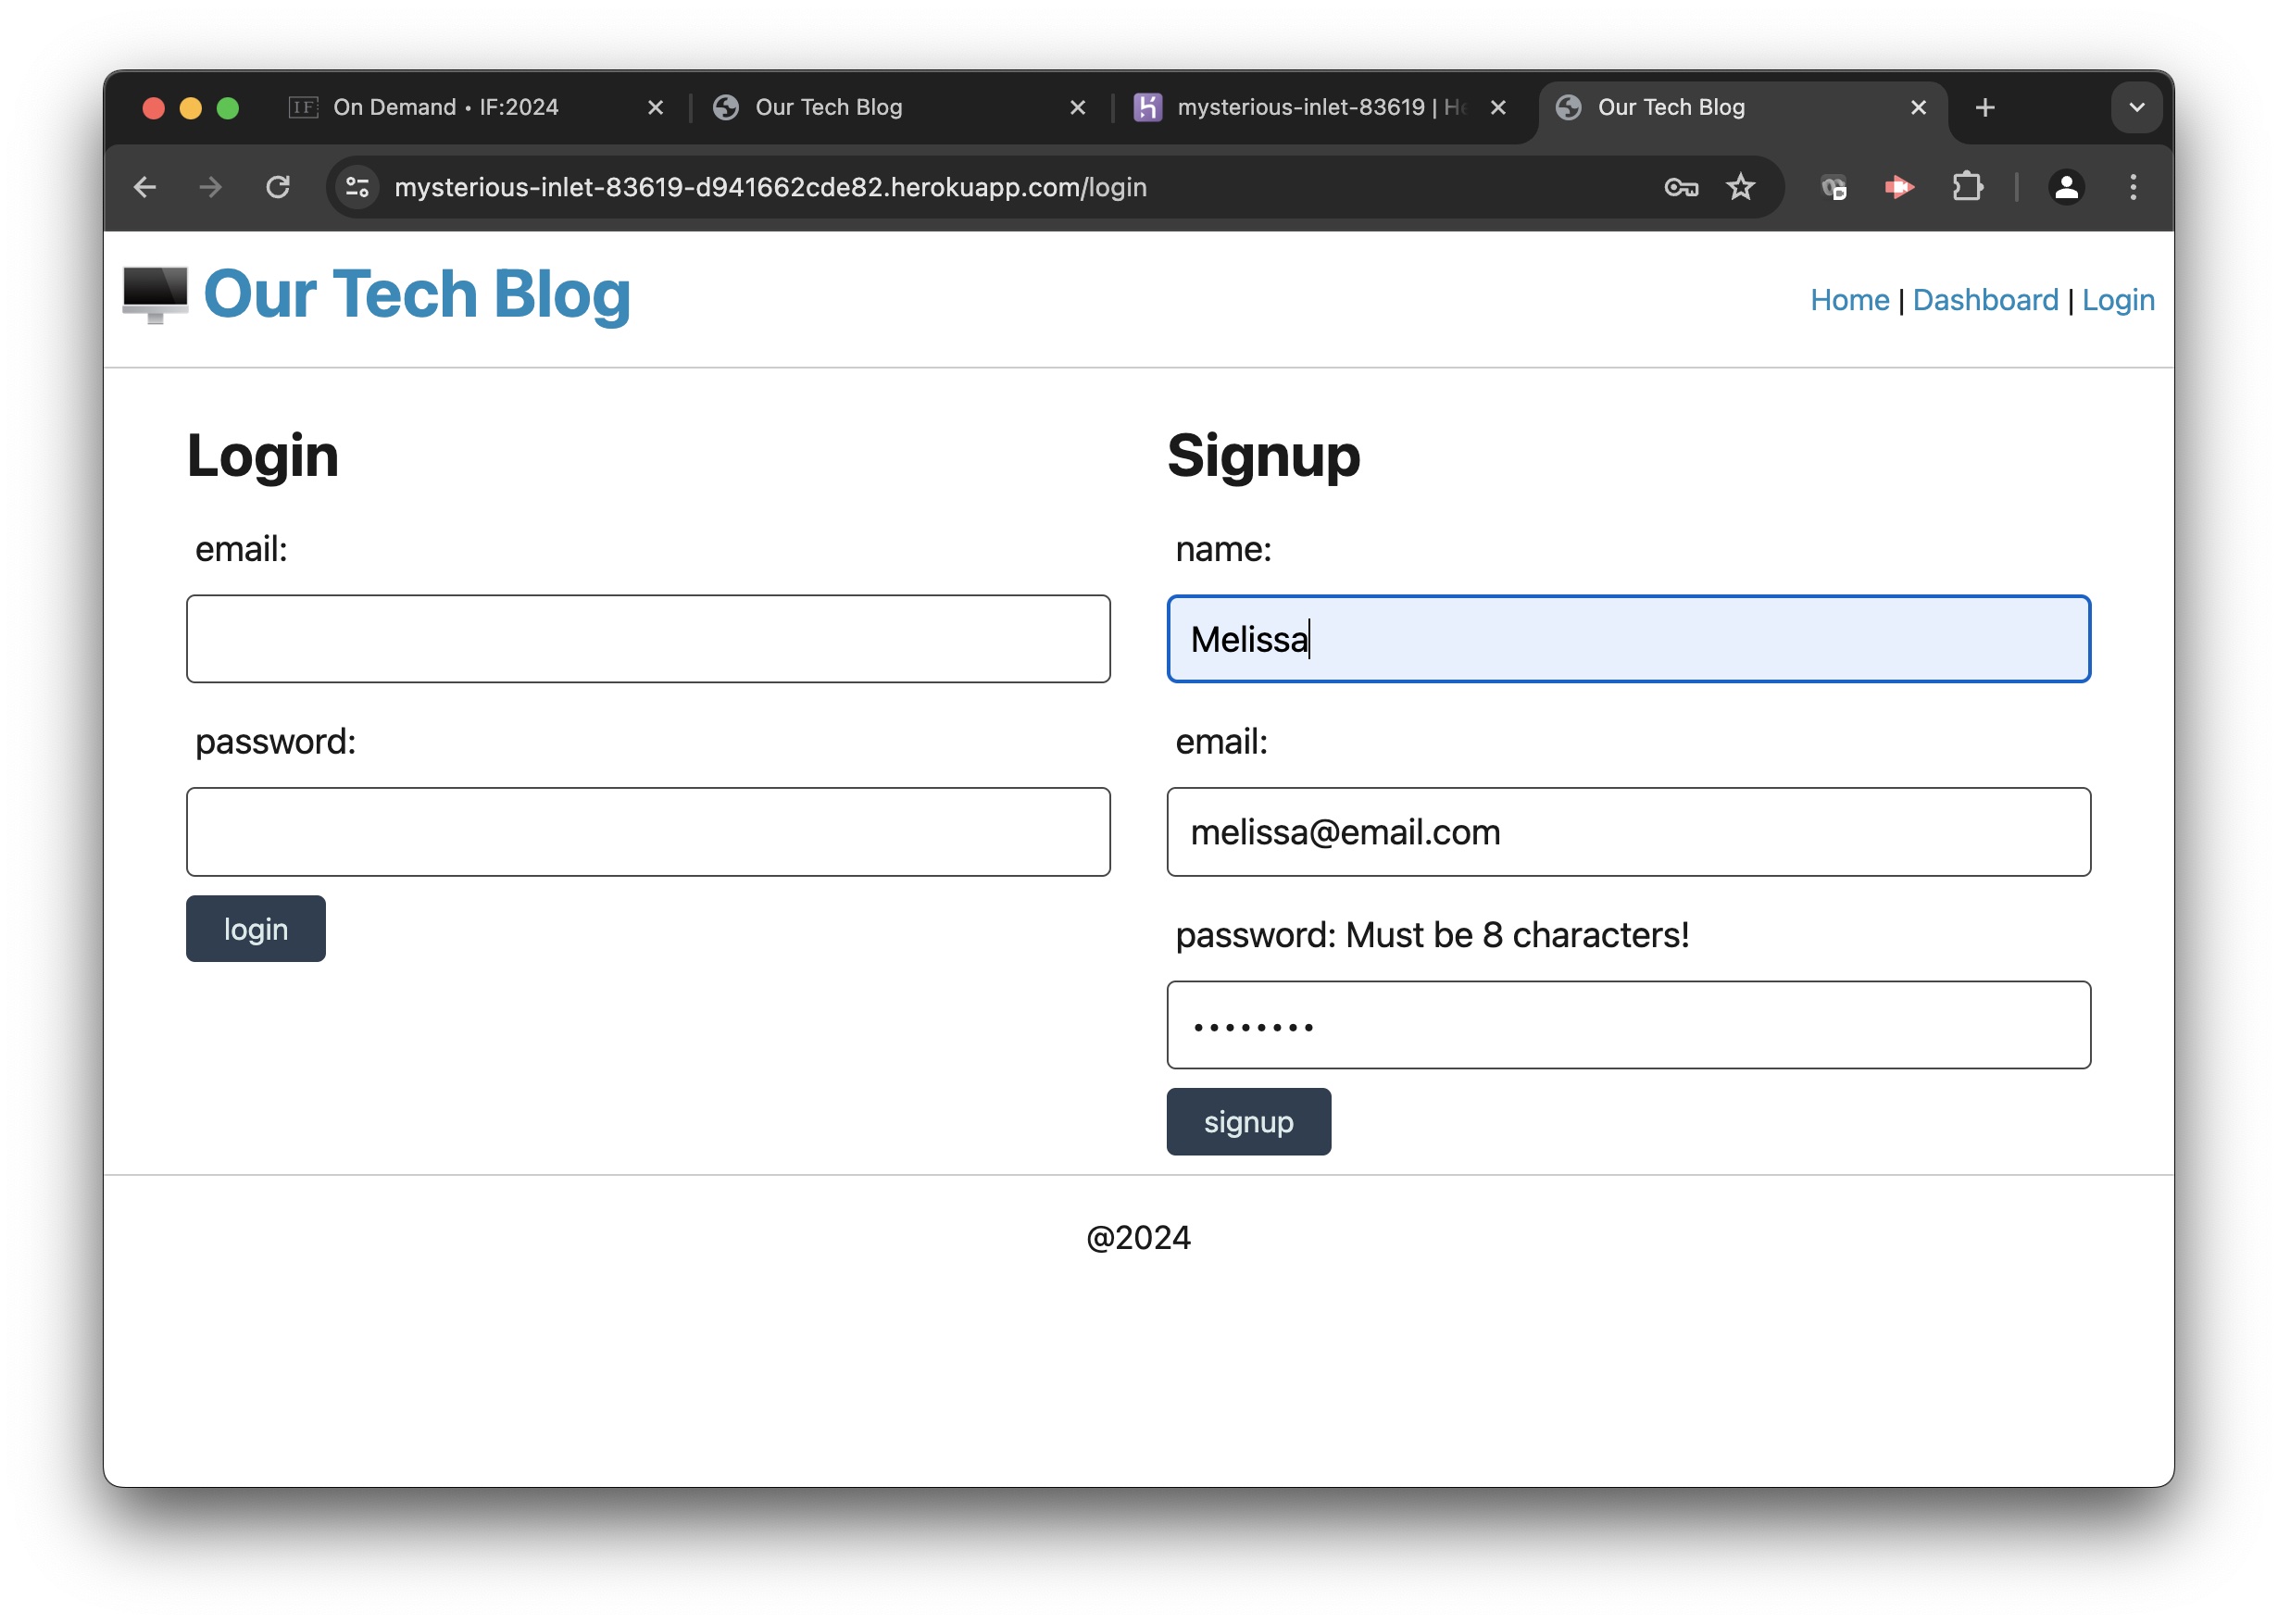 IF On Demand • IF:2024
Our Tech Blog
mysterious-inlet-83619 | He
Our Tech Blog
mysterious-inlet-83619-d941662cde82.herokuapp.com/login
Our Tech Blog
Home | Dashboard | Login
Login
email:
password:
login
Signup
name:
Melissa
email:
melissa@email.com
password: Must be 8 characters!
••••••••
signup
@2024